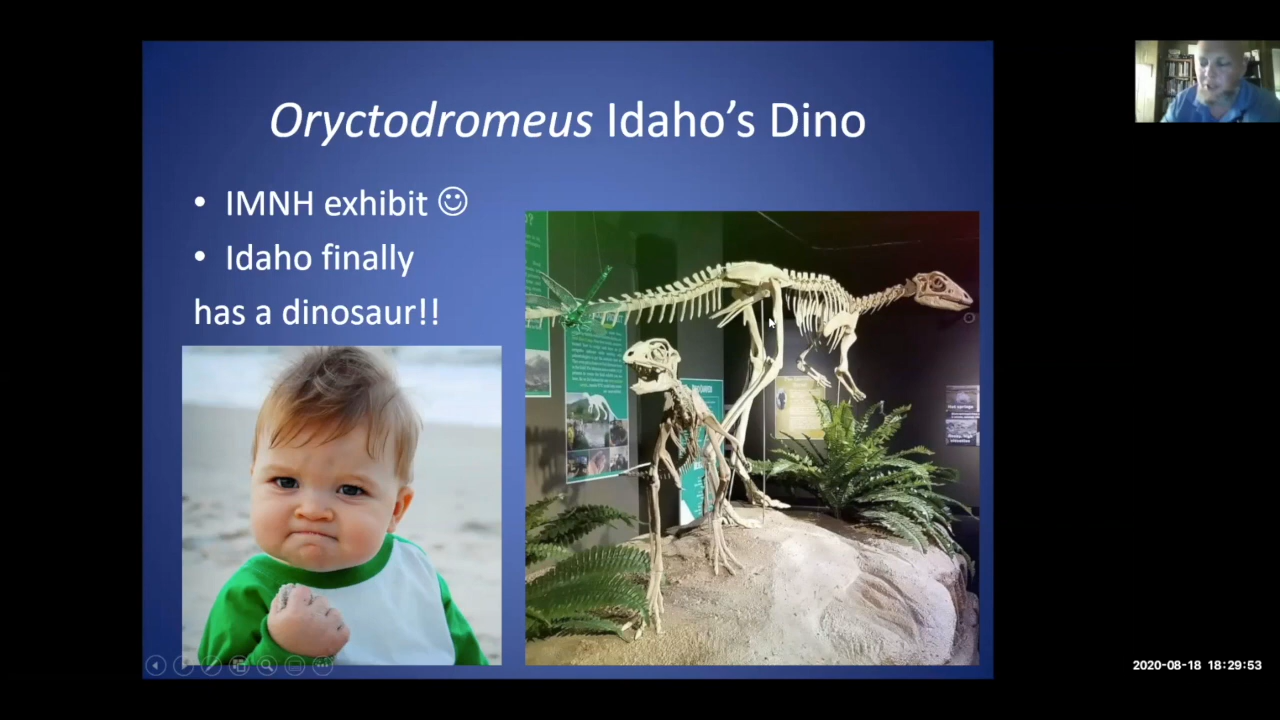 Oryctodromeus Idaho's Dino
• IMNH exhibit ☺
• Idaho finally
has a dinosaur!!
2020-08-18 18:29:53